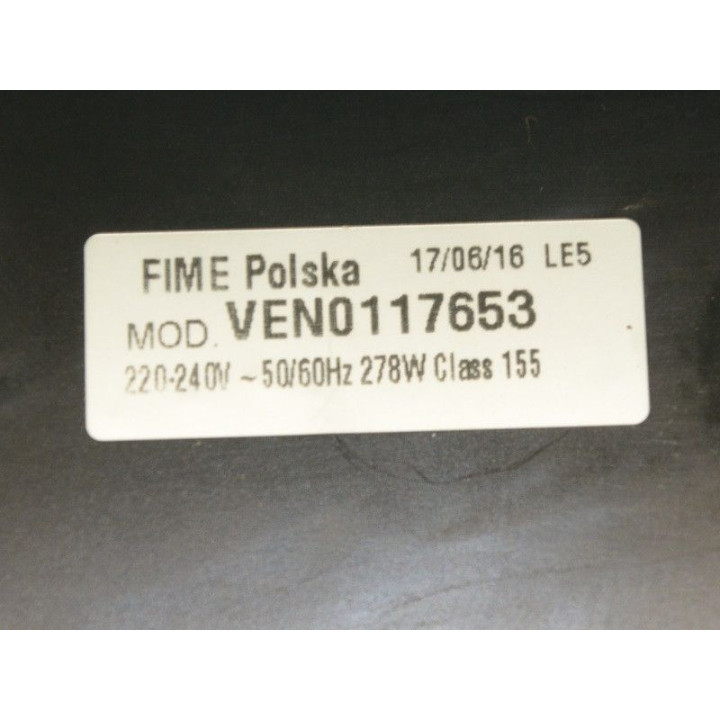 FIME Polska 17/06/16 LE5
MOD. VEN0117653
220-240V ~ 50/60Hz 278W Class 155